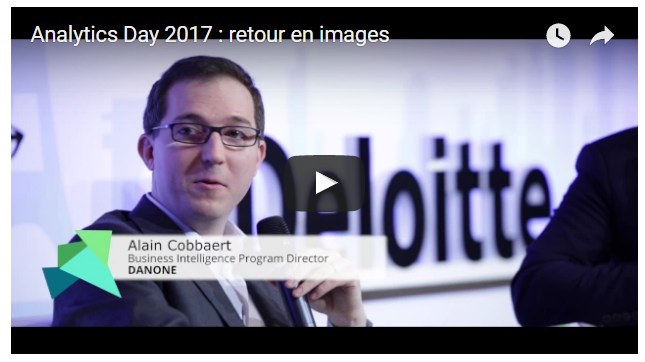 Analytics Day 2017 : retour en images
Deloitte
Alain Cobbaert
Business Intelligence Program Director
DANONE